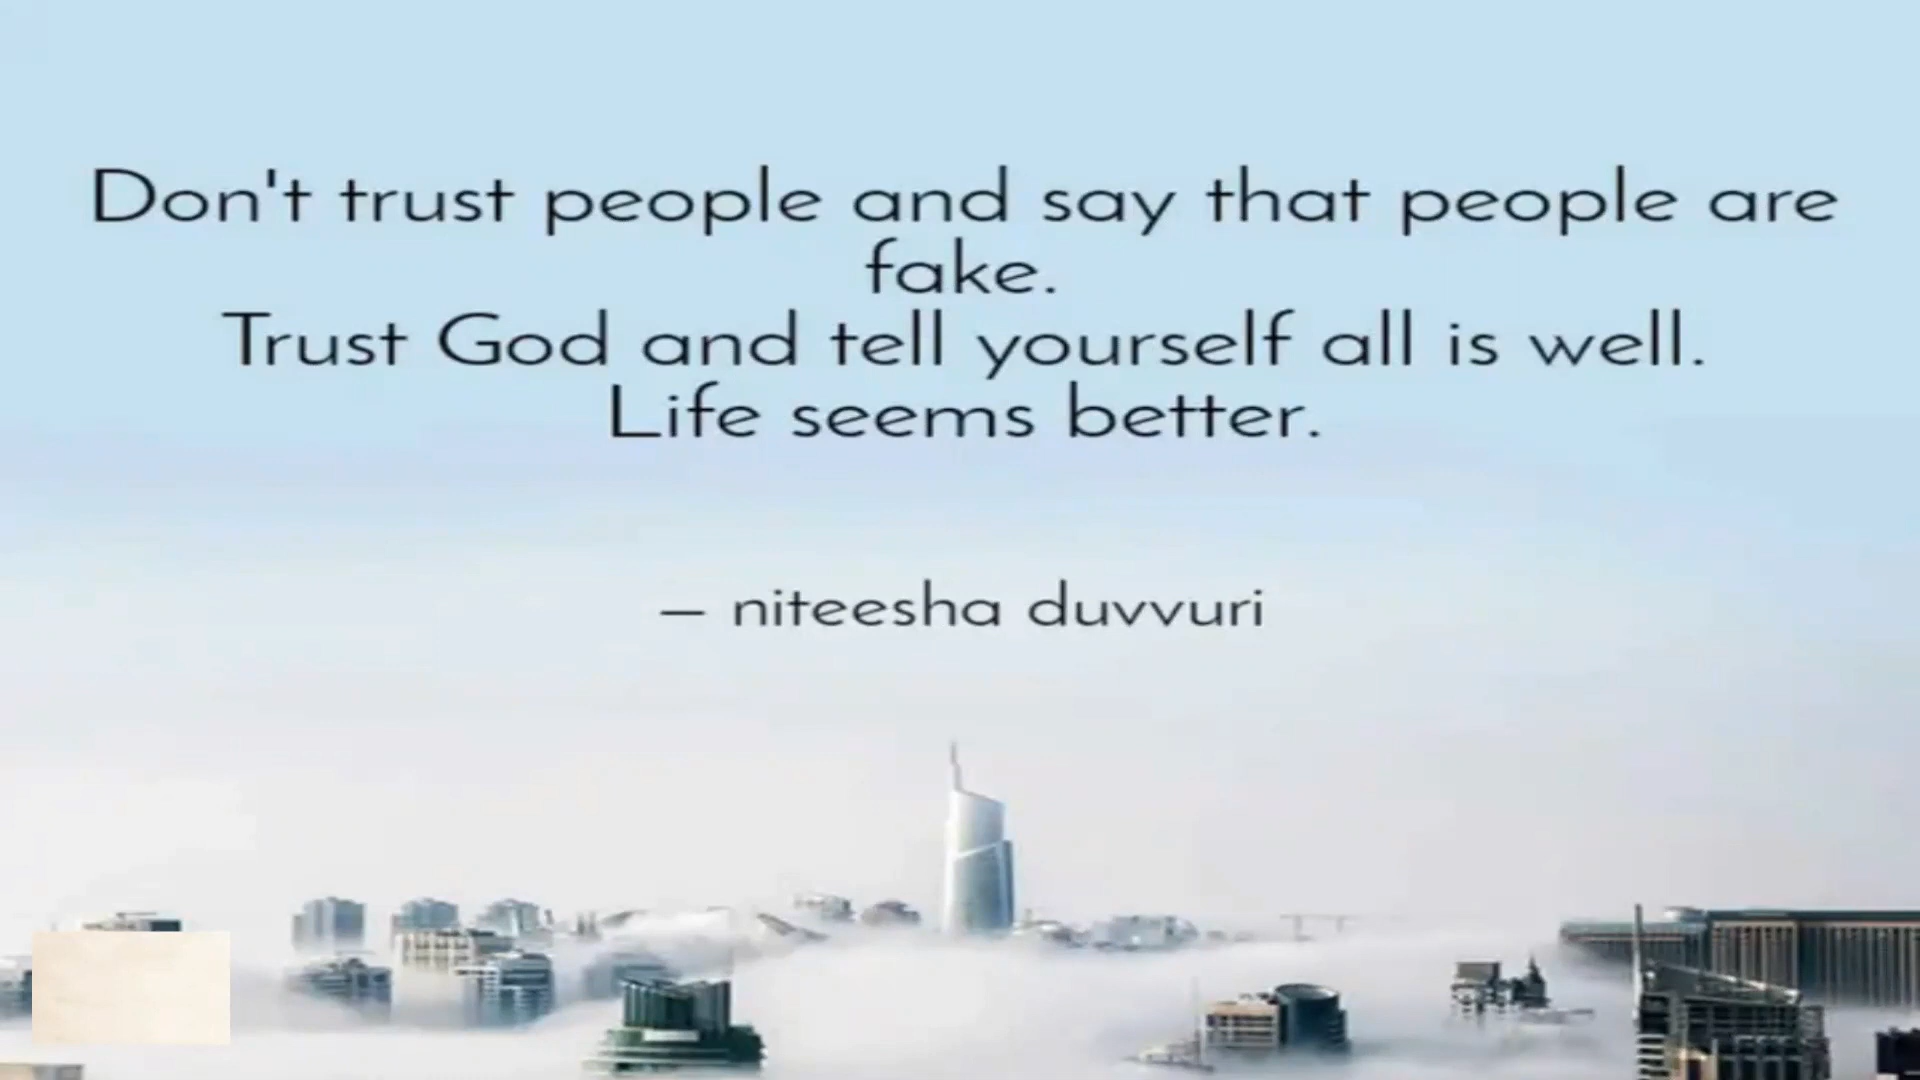 Don't trust people and say that people are
fake.
Trust God and tell yourself all is well.
Life seems better.
– niteesha duvvuri